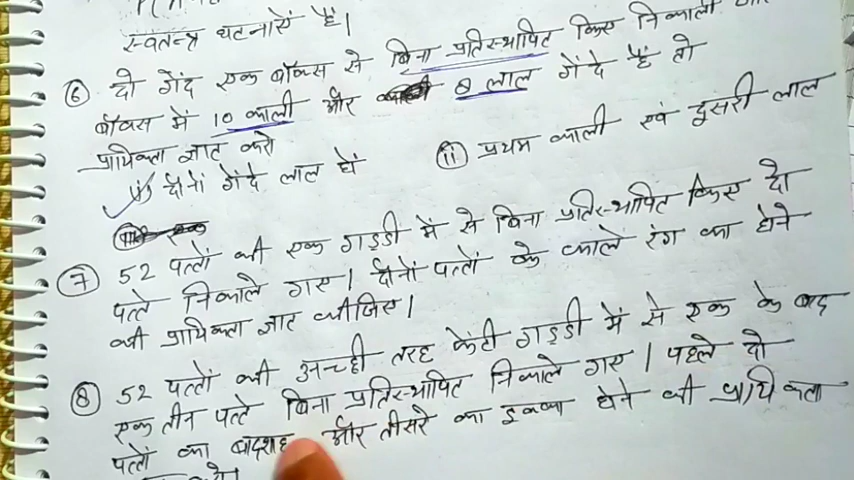 स्वतन्त्र घटनाएें हैं।
⑥ दो गेंद एक बॉक्स से बिना प्रतिस्थापित किए निकाली
बॉक्स में 10 काली और 8 लाल गेंदे हैं तो
प्रायिकता ज्ञात करो
(i) दोनों गेंदे लाल हों (ii) प्रथम काली एवं दूसरी लाल
⑦ 52 पत्तों की एक गड्डी में से बिना प्रतिस्थापित किए दो
पत्ते निकाले गए। दोनों पत्तों के काले रंग का होने
की प्रायिकता ज्ञात कीजिए।
⑧ 52 पत्तों की अच्छी तरह फेंटी गड्डी में से एक के बाद
एक तीन पत्ते बिना प्रतिस्थापित निकाले गए। पहले दो
पत्तों का बादशाह और तीसरे का इक्का होने की प्रायिकता